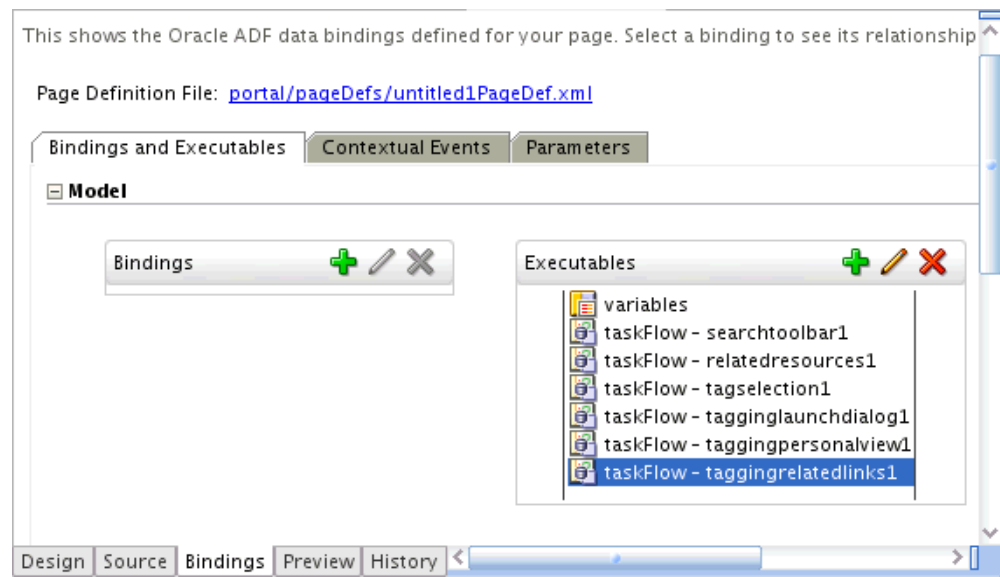 This shows the Oracle ADF data bindings defined for your page. Select a binding to see its relationship
Page Definition File: portal/pageDefs/untitled1PageDef.xml
Bindings and Executables Contextual Events Parameters
Model
Bindings Executables
variables
taskFlow - searchtoolbar1
taskFlow - relatedresources1
taskFlow - tagselection1
taskFlow - tagginglaunchdialog1
taskFlow - taggingpersonalview1
taskFlow - taggingrelatedlinks1
Design Source Bindings Preview History